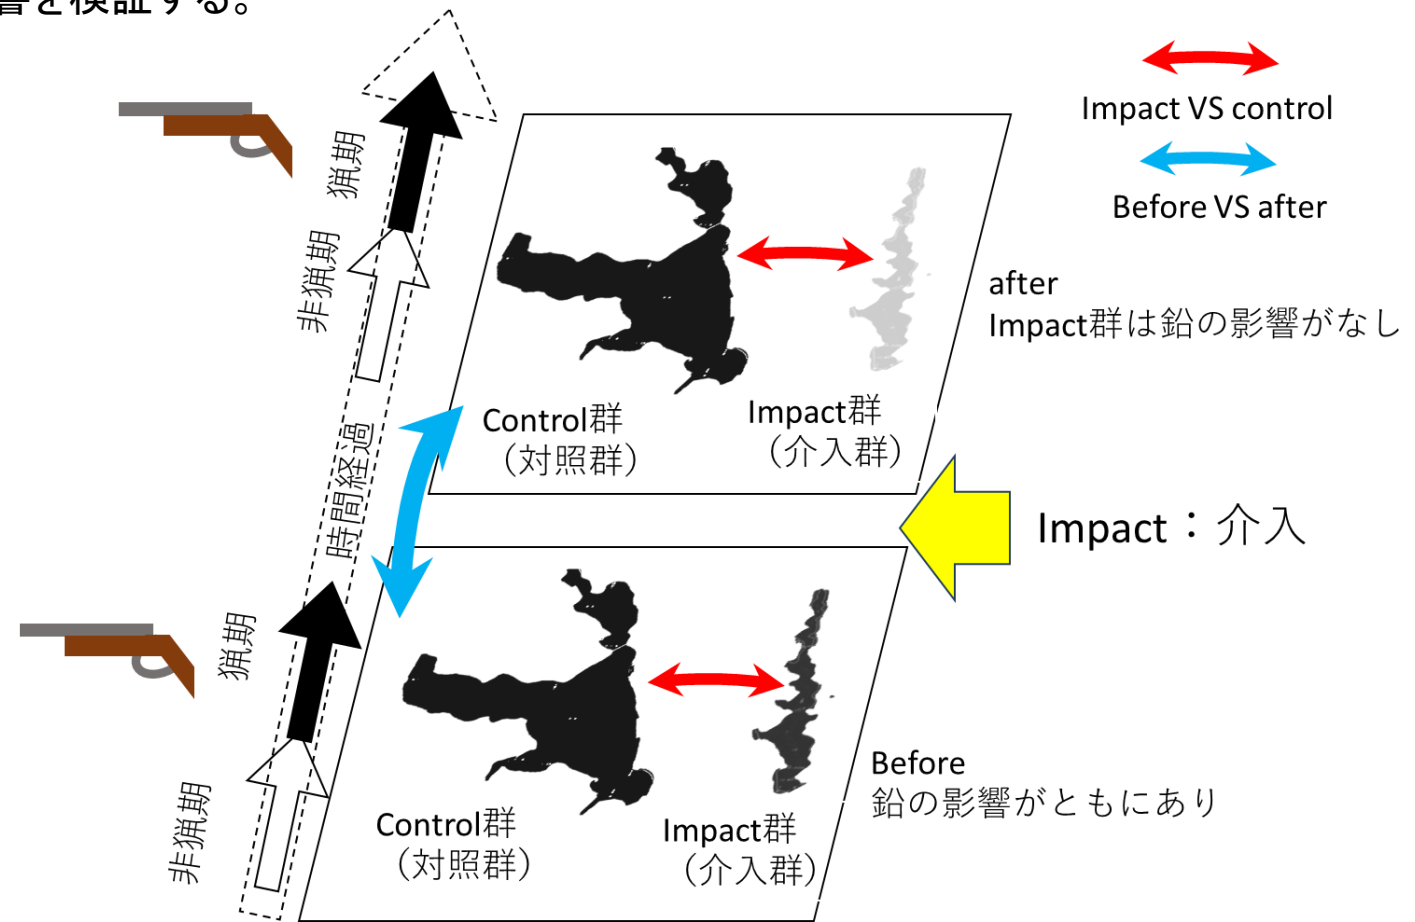 響を検証する。
Impact VS control
Before VS after
猟期
非猟期
after
Impact群は鉛の影響がなし
Control群
（対照群）
Impact群
（介入群）
時間経過
Impact：介入
猟期
非猟期
Before
鉛の影響がともにあり
Control群
（対照群）
Impact群
（介入群）